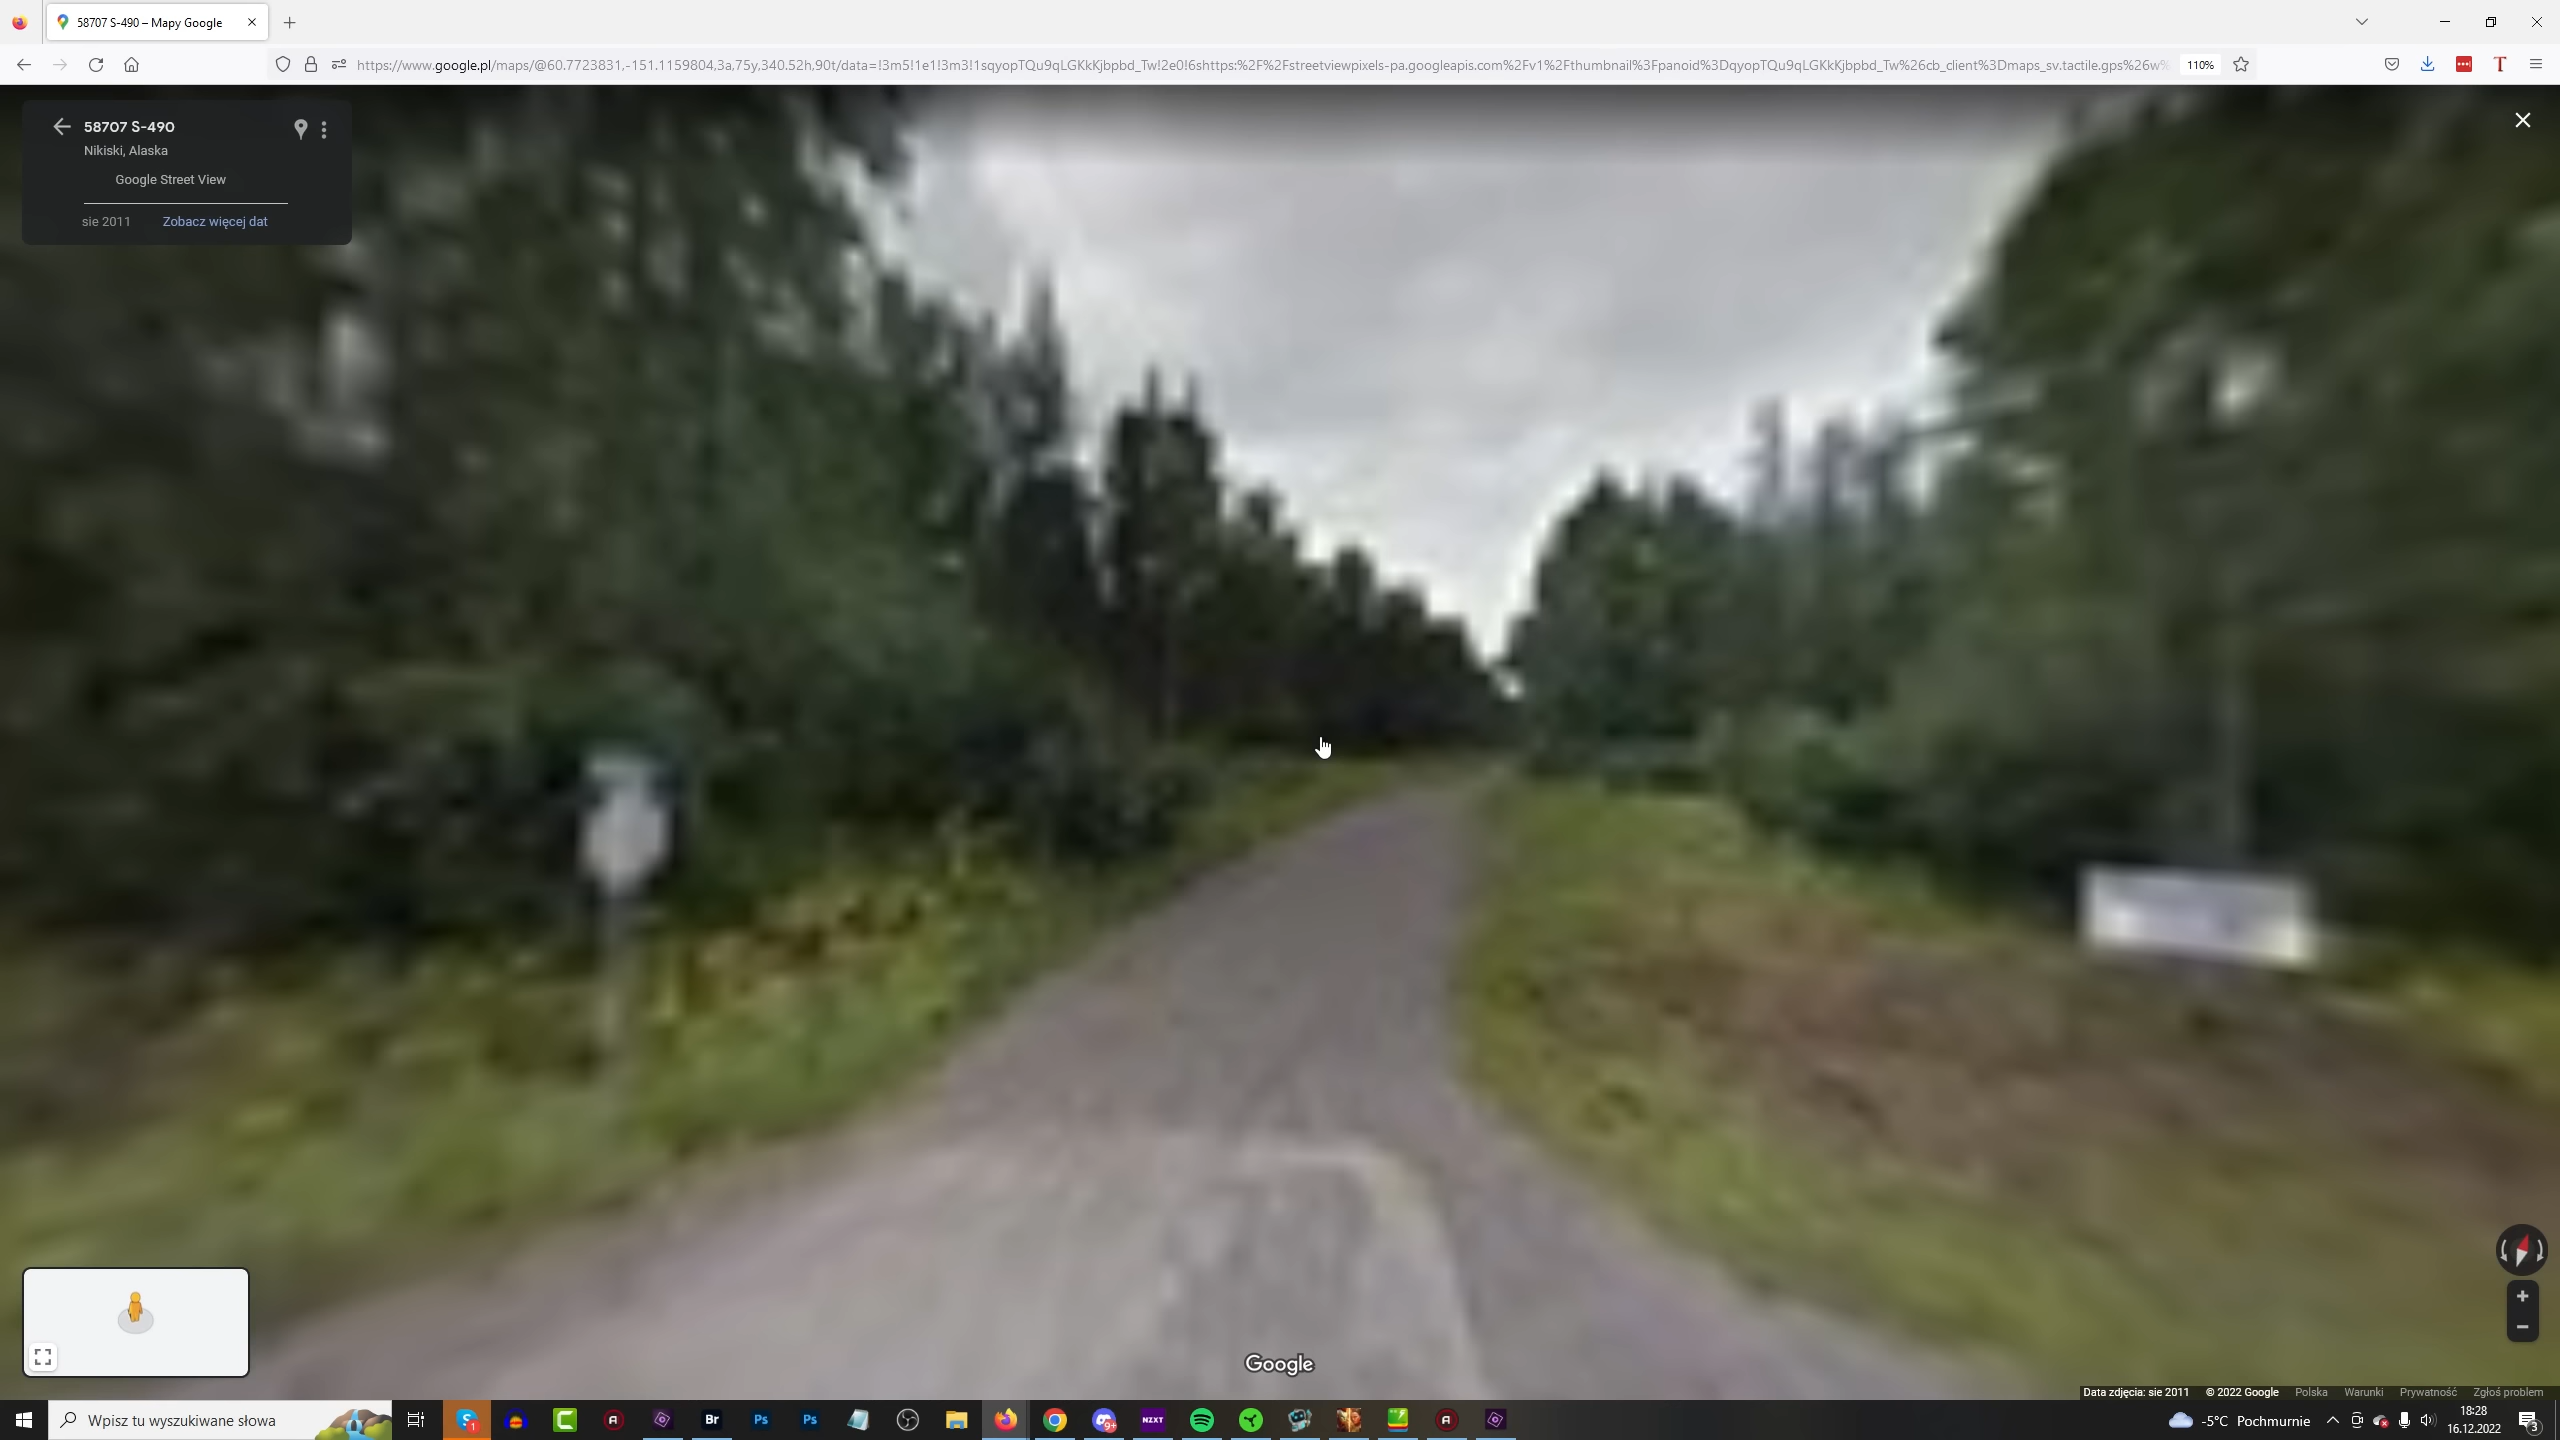 58707 S-490 – Mapy Google
https://www.google.pl/maps/@60.7723831,-151.1159804,3a,75y,340.52h,90t/data=!3m5!1e1!3m3!1sqyopTQu9qLGKkKjbpbd_Tw!2e0!6shttps:%2F%2Fstreetviewpixels-pa.googleapis.com%2Fv1%2Fthumbnail%3Fpanoid%3DqyopTQu9qLGKkKjbpbd_Tw%26cb_client%3Dmaps_sv.tactile.gps%26w%
110%
58707 S-490
Nikiski, Alaska
Google Street View
sie 2011 Zobacz więcej dat
Google
Data zdjęcia: sie 2011 © 2022 Google Polska Warunki Prywatność Zgłoś problem
Wpisz tu wyszukiwane słowa
1
Br
Ps
Ps
9+
NZXT
-5°C Pochmurnie
18:28
16.12.2022
3